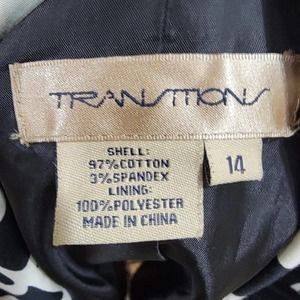 TRANSITIONS
SHELL:
97%COTTON
3%SPANDEX
LINING:
100%POLYESTER
MADE IN CHINA
14